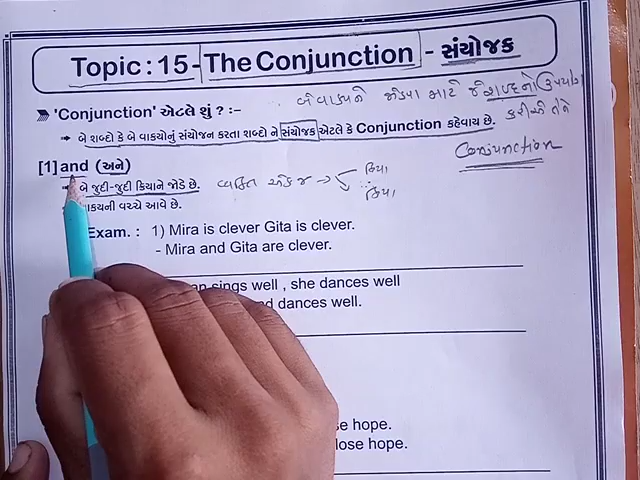 Topic : 15 - The Conjunction - સંયોજક
'Conjunction' એટલે શું ? :-
બે વાક્યને જોડવા માટે જે શબ્દનો ઉપયોગ
કરીએ તેને
Conjunction
બે શબ્દો કે બે વાક્યોનું સંયોજન કરતા શબ્દો ને સંયોજક એટલે કે Conjunction કહેવાય છે.
[1] and (અને)
બે જુદી-જુદી ક્રિયાને જોડે છે. વ્યક્તિ એક જ → ક્રિયા
ક્રિયા
વાક્યની વચ્ચે આવે છે.
Exam. : 1) Mira is clever Gita is clever.
- Mira and Gita are clever.
sings well , she dances well
dances well.
hope.
lose hope.